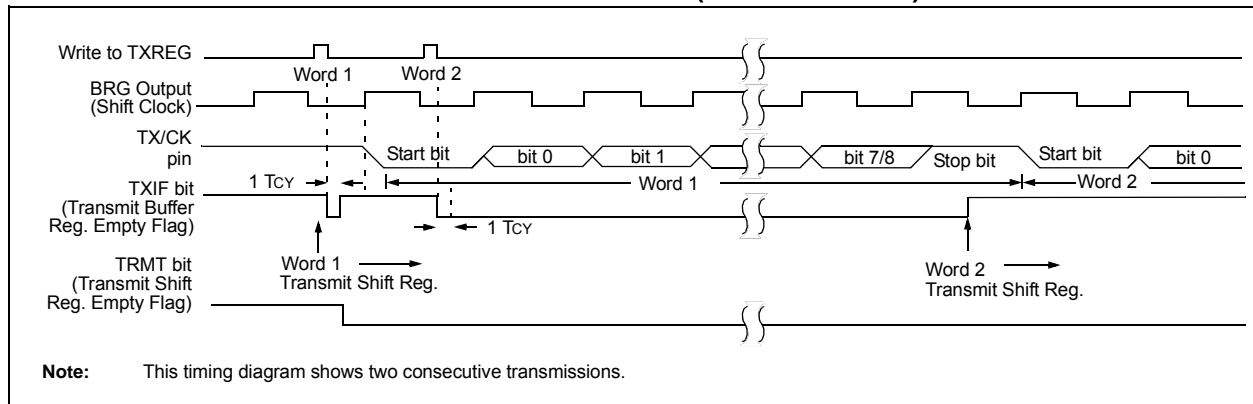 Write to TXREG
Word 1 Word 2
BRG Output
(Shift Clock)
TX/CK
pin
Start bit bit 0 bit 1 bit 7/8 Stop bit Start bit bit 0
1 TCY Word 1 Word 2
TXIF bit
(Transmit Buffer
Reg. Empty Flag)
1 TCY
TRMT bit
(Transmit Shift
Reg. Empty Flag)
Word 1
Transmit Shift Reg.
Word 2
Transmit Shift Reg.
Note: This timing diagram shows two consecutive transmissions.